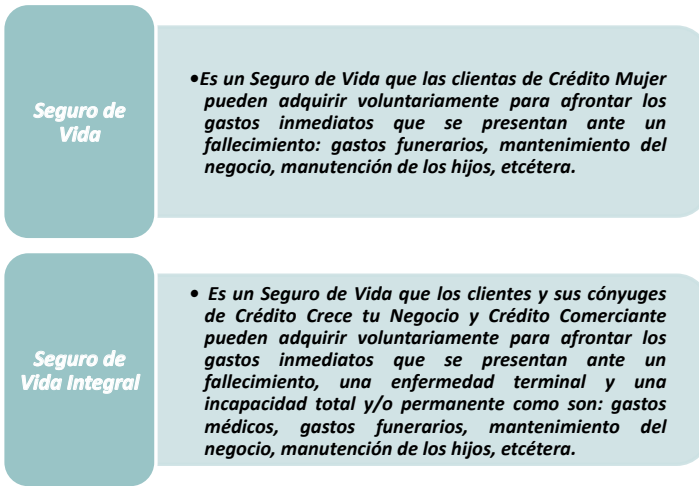 Seguro de
Vida
•Es un Seguro de Vida que las clientas de Crédito Mujer
pueden adquirir voluntariamente para afrontar los
gastos inmediatos que se presentan ante un
fallecimiento: gastos funerarios, mantenimiento del
negocio, manutención de los hijos, etcétera.
Seguro de
Vida Integral
• Es un Seguro de Vida que los clientes y sus cónyuges
de Crédito Crece tu Negocio y Crédito Comerciante
pueden adquirir voluntariamente para afrontar los
gastos inmediatos que se presentan ante un
fallecimiento, una enfermedad terminal y una
incapacidad total y/o permanente como son: gastos
médicos, gastos funerarios, mantenimiento del
negocio, manutención de los hijos, etcétera.